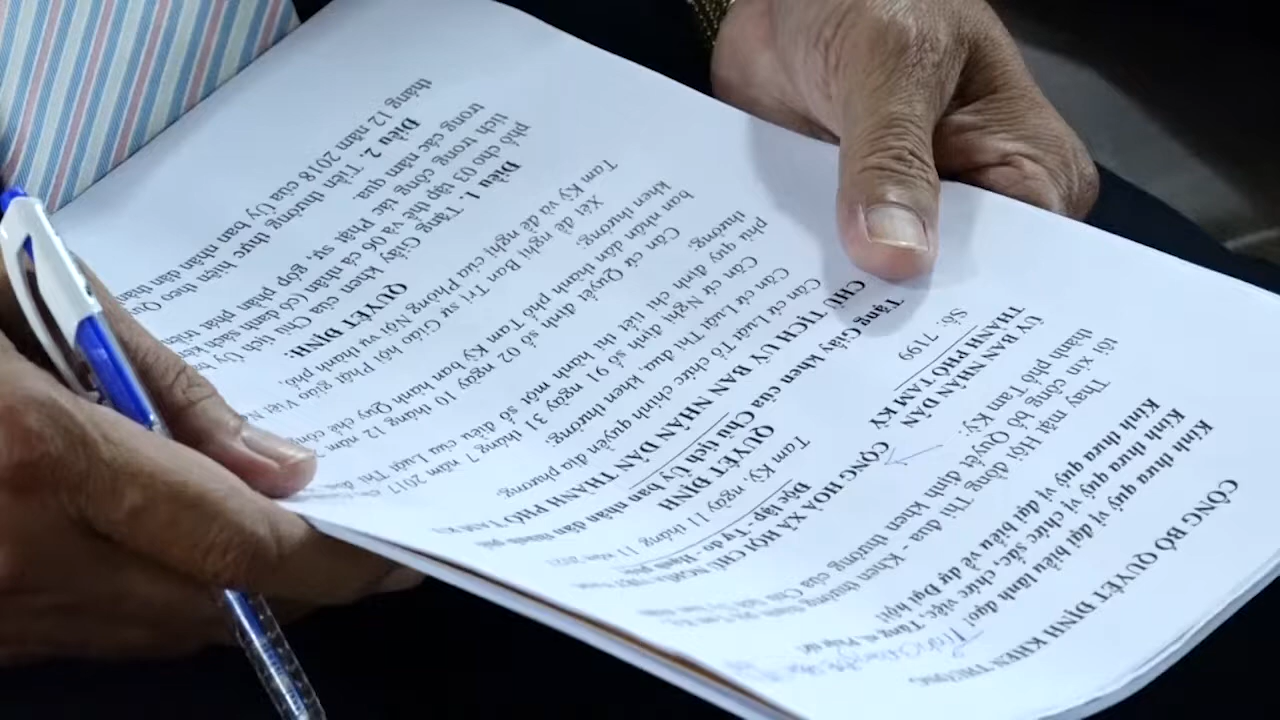 CÔNG BỐ QUYẾT ĐỊNH KHEN THƯỞNG
Kính thưa quý vị đại biểu lãnh đạo!
Kính thưa quý vị chức sắc, chức việc, Tăng ni, Phật tử!
Kính thưa quý vị đại biểu về dự Đại hội!
Thay mặt Hội đồng Thi đua - Khen thưởng
tôi xin công bố Quyết định khen thưởng của Chủ tịch
thành phố Tam Kỳ.
ỦY BAN NHÂN DÂN CỘNG HOÀ XÃ HỘI CHỦ NGHĨA VIỆT NAM
THÀNH PHỐ TAM KỲ Độc lập - Tự do - Hạnh phúc
Số: 7199 Tam Kỳ, ngày 11 tháng 11 năm 2017
QUYẾT ĐỊNH
Tặng Giấy khen của Chủ tịch Ủy ban nhân dân thành phố
CHỦ TỊCH ỦY BAN NHÂN DÂN THÀNH PHỐ TAM KỲ
Căn cứ Luật Tổ chức chính quyền địa phương
Căn cứ Luật Thi đua, khen thưởng;
Căn cứ Nghị định số 91 ngày 31 tháng 7 năm 2017
phủ quy định chi tiết thi hành một số điều của Luật Thi đua
thưởng;
Căn cứ Quyết định số 02 ngày 10 tháng 12 năm
ban nhân dân thành phố Tam Kỳ ban hành Quy chế công
khen thưởng;
Xét đề nghị Ban Trị sự Giáo hội Phật giáo Việt
Tam Kỳ và đề nghị của Phòng Nội vụ thành phố,
QUYẾT ĐỊNH:
Điều 1. Tặng Giấy khen của Chủ tịch Ủy
phố cho 03 tập thể và 06 cá nhân (có danh sách
tích trong công tác Phật sự góp phần phát
trong các năm qua.
Điều 2. Tiền thưởng thực hiện theo
tháng 12 năm 2018 của Ủy ban nhân dân